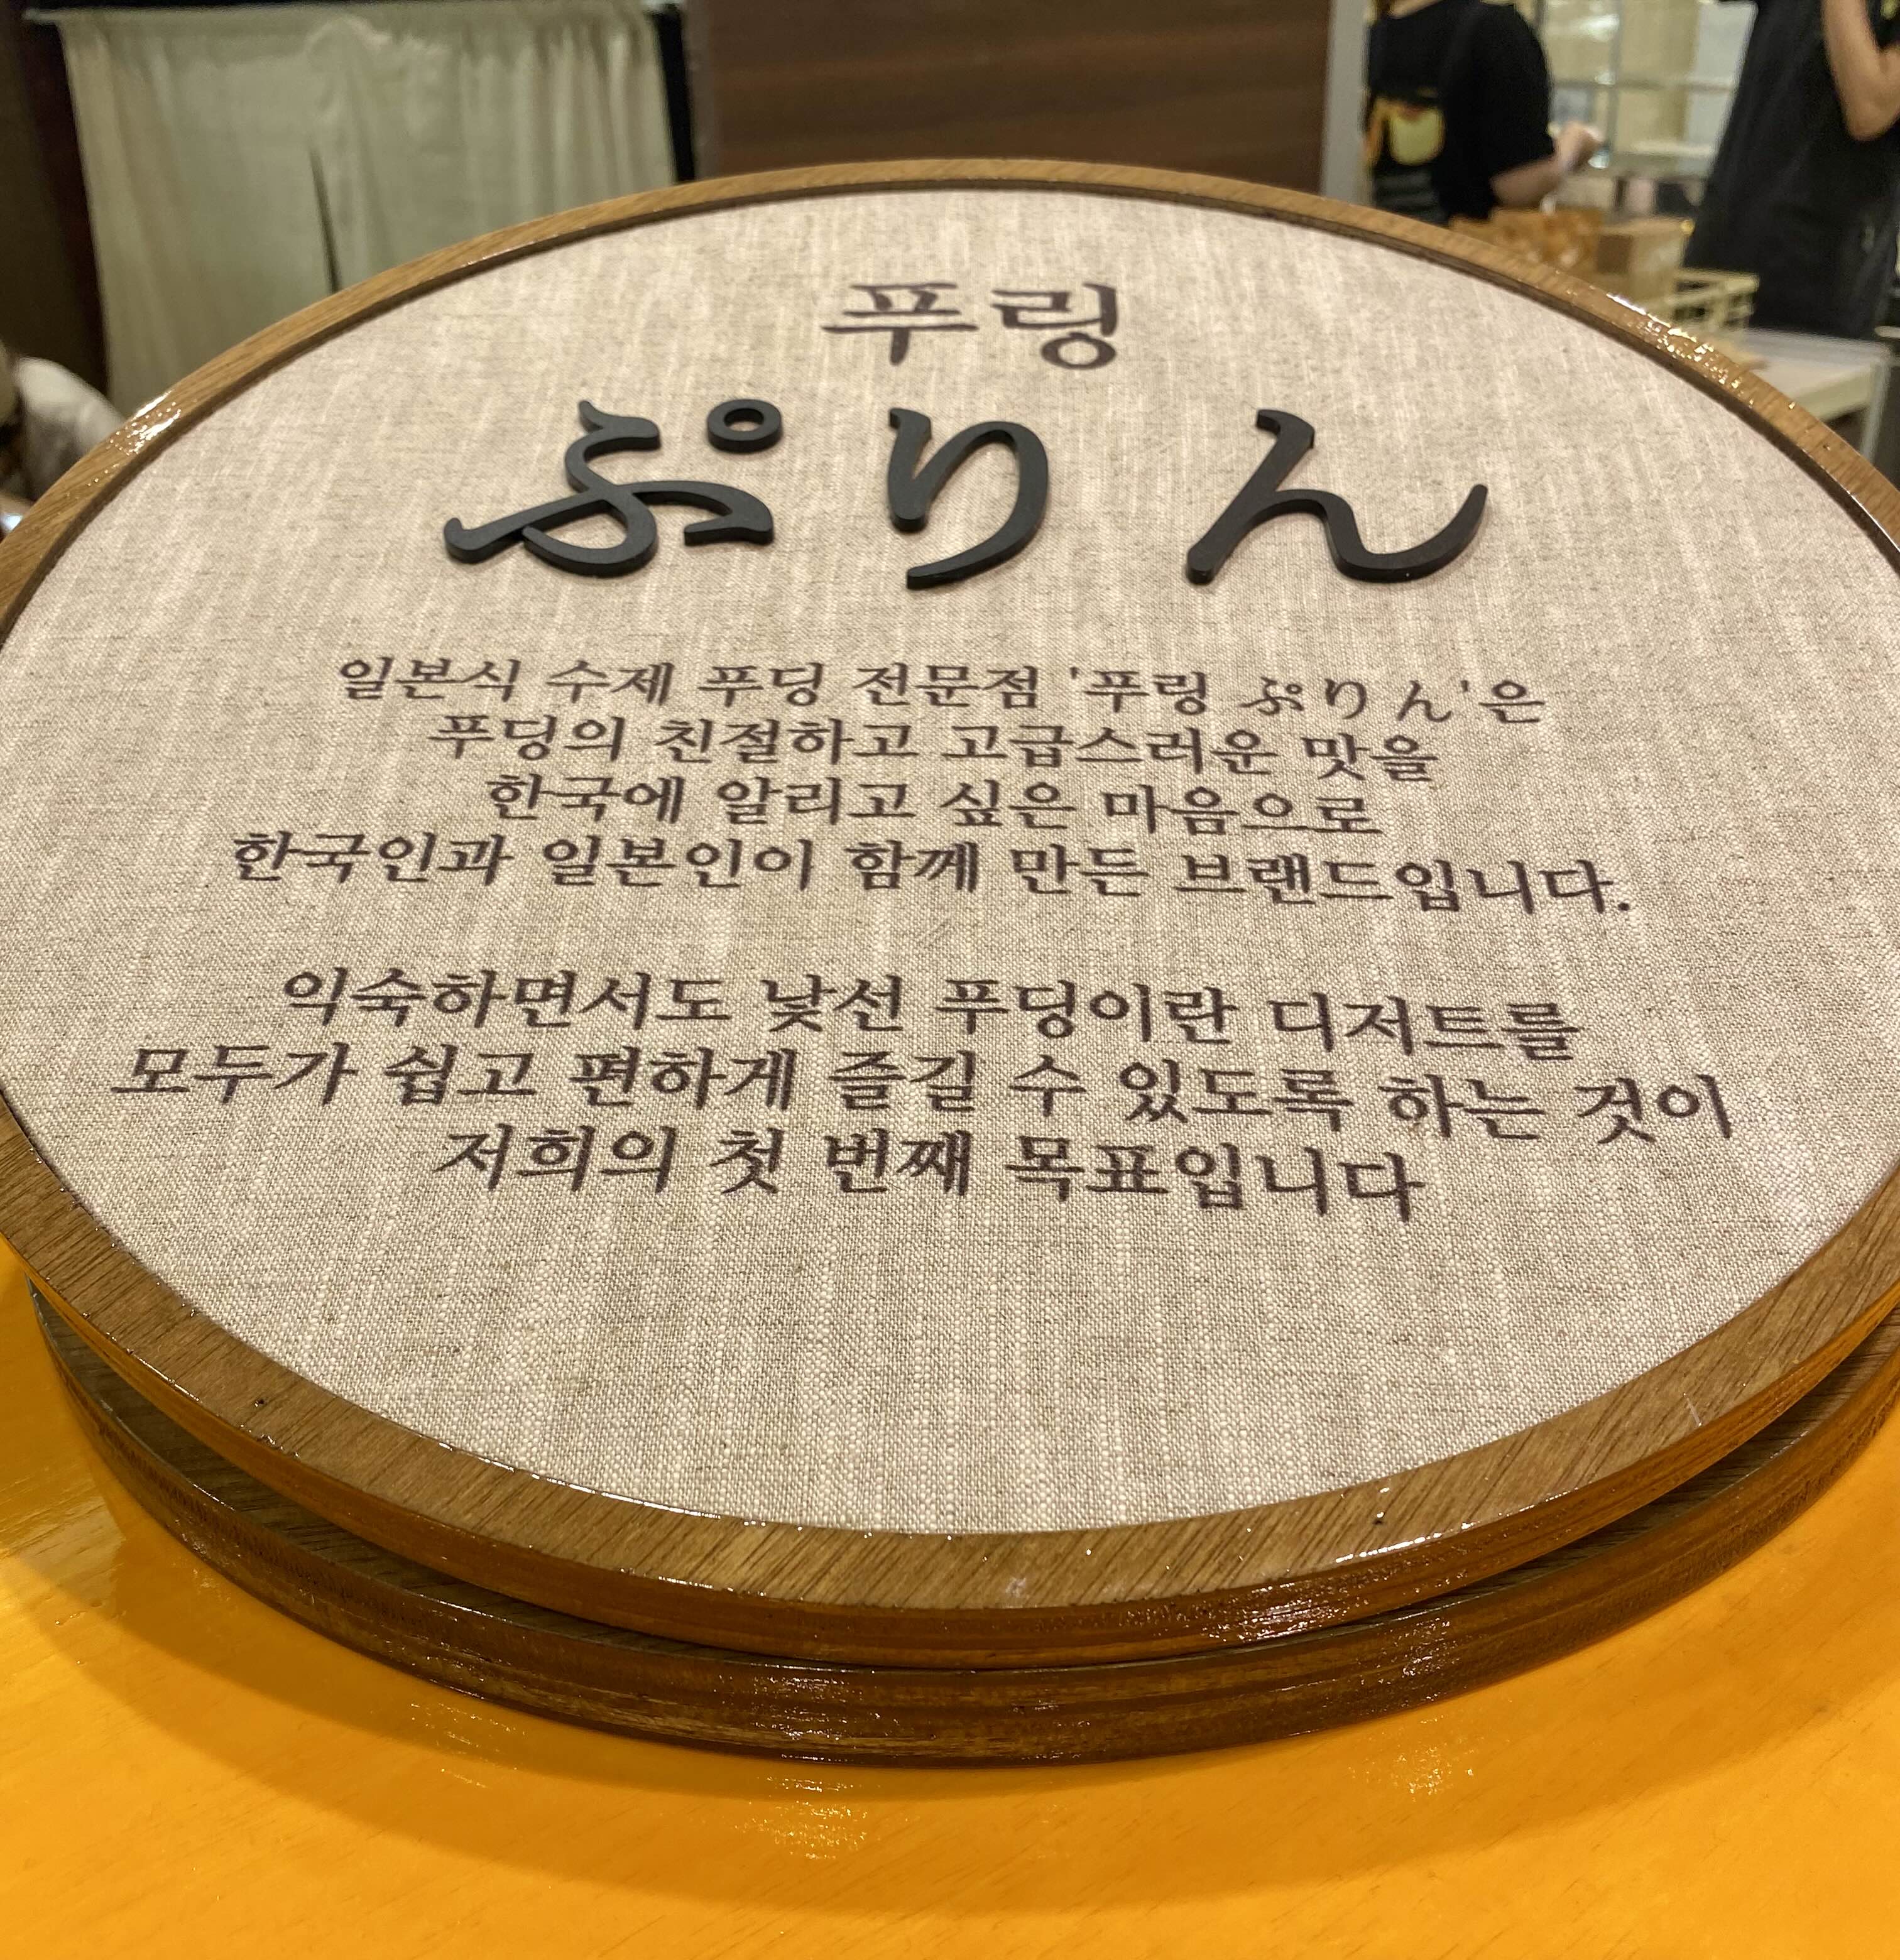 푸링
ぷりん
일본식 수제 푸딩 전문점 '푸링 ぷりん'은
푸딩의 친절하고 고급스러운 맛을
한국에 알리고 싶은 마음으로
한국인과 일본인이 함께 만든 브랜드입니다.
익숙하면서도 낯선 푸딩이란 디저트를
모두가 쉽고 편하게 즐길 수 있도록 하는 것이
저희의 첫 번째 목표입니다